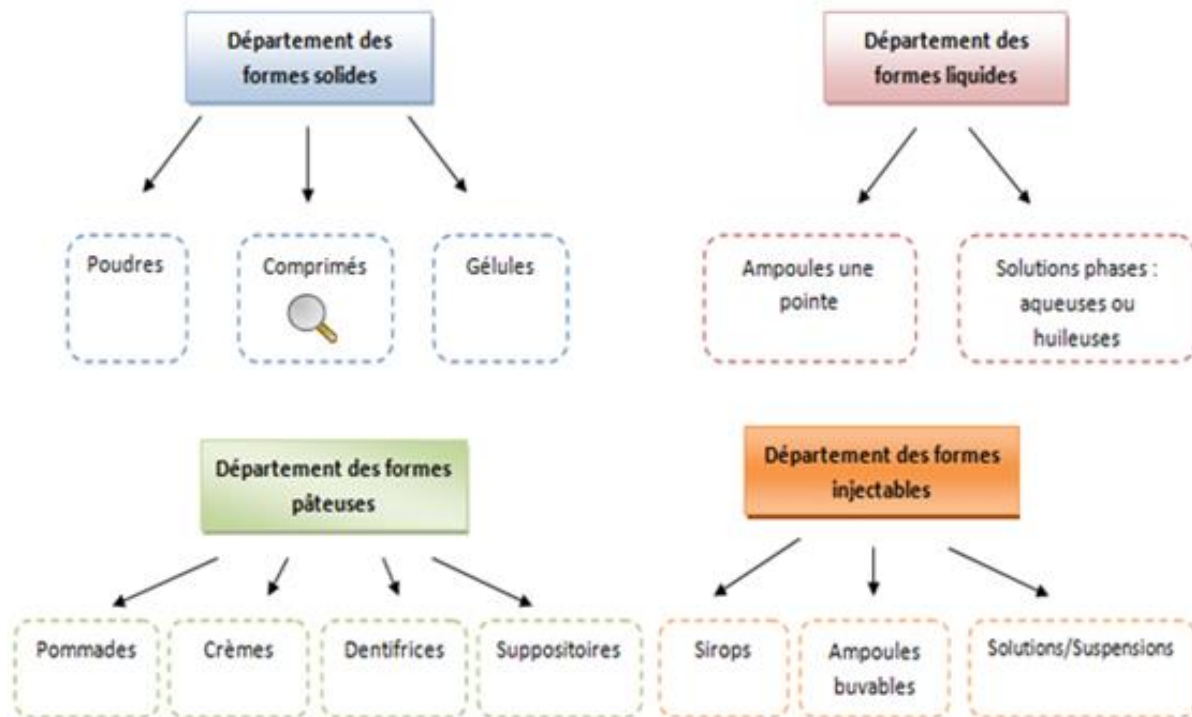 Département des
formes solides
Département des
formes liquides
Poudres
Comprimés
Gélules
Ampoules une
pointe
Solutions phases :
aqueuses ou
huileuses
Département des formes
pâteuses
Département des formes
injectables
Pommades
Crèmes
Dentifrices
Suppositoires
Sirops
Ampoules
buvables
Solutions/Suspensions